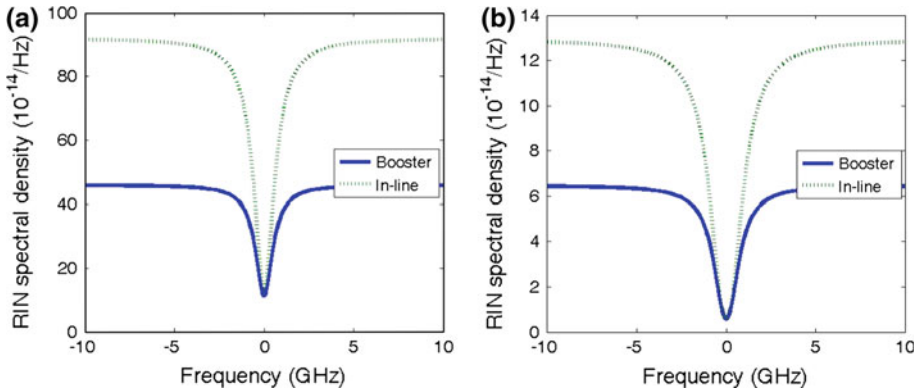 (a)
RIN spectral density (10⁻¹⁴/Hz)
100
80
60
40
20
0
-10
-5
0
5
10
Frequency (GHz)
Booster
In-line
(b)
RIN spectral density (10⁻¹⁴/Hz)
14
12
10
8
6
4
2
0
-10
-5
0
5
10
Frequency (GHz)
Booster
In-line